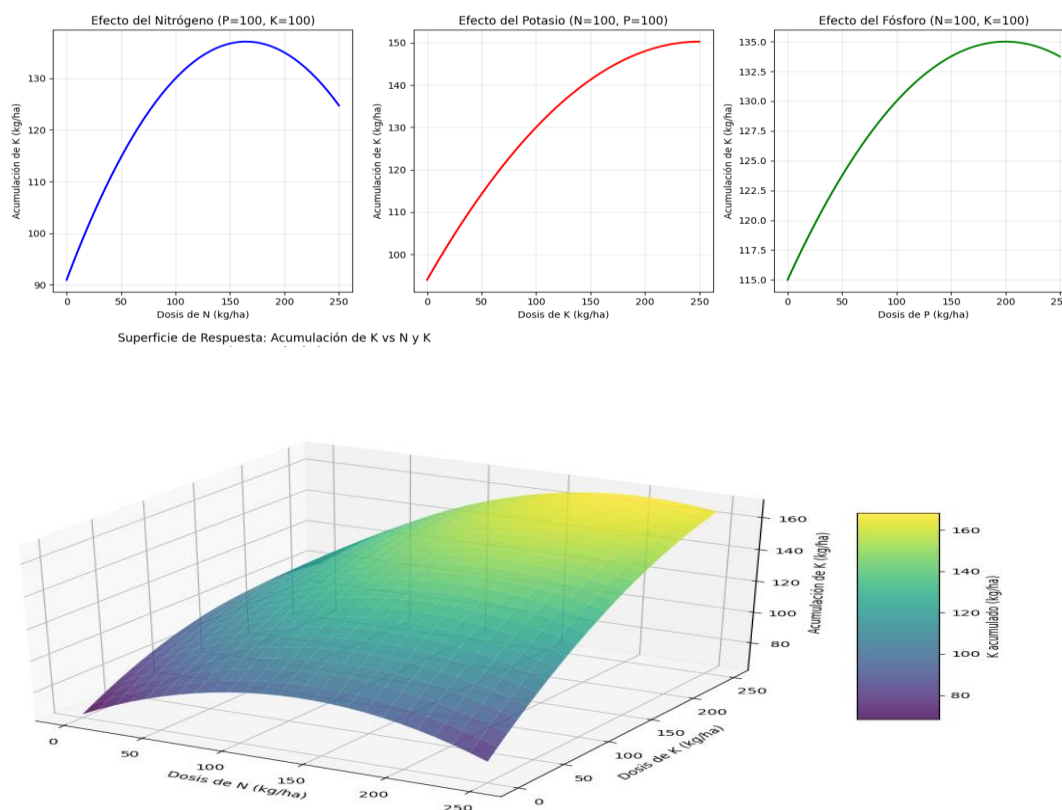 Efecto del Nitrógeno (P=100, K=100)
Acumulación de K (kg/ha)
130
120
110
100
90
0 50 100 150 200 250
Dosis de N (kg/ha)
Efecto del Potasio (N=100, P=100)
Acumulación de K (kg/ha)
150
140
130
120
110
100
0 50 100 150 200 250
Dosis de K (kg/ha)
Efecto del Fósforo (N=100, K=100)
Acumulación de K (kg/ha)
135.0
132.5
130.0
127.5
125.0
122.5
120.0
117.5
115.0
0 50 100 150 200 250
Dosis de P (kg/ha)
Superficie de Respuesta: Acumulación de K vs N y K
0 50 100 150 200 250
Dosis de N (kg/ha)
0 50 100 150 200 250
Dosis de K (kg/ha)
160
140
120
100
80
Acumulación de K (kg/ha)
160
140
120
100
80
K acumulado (kg/ha)